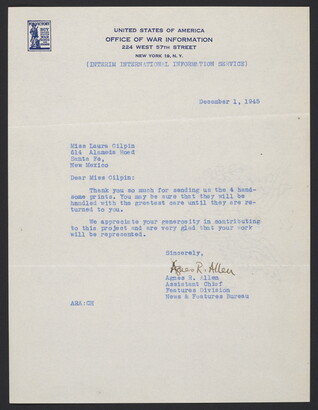 UNITED STATES OF AMERICA
OFFICE OF WAR INFORMATION
224 WEST 57TH STREET
NEW YORK 19, N. Y.
(INTERIM INTERNATIONAL INFORMATION SERVICE)
December 1, 1945
Miss Laura Gilpin
614 Alameda Road
Santa Fe,
New Mexico
Dear Miss Gilpin:
Thank you so much for sending us the 4 hand-
some prints. You may be sure that they will be
handled with the greatest care until they are re-
turned to you.
We appreciate your generosity in contributing
to this project and are very glad that your work
will be represented.
Sincerely,
Agnes R. Allen
Agnes R. Allen
Assistant Chief
Features Division
News & Features Bureau
ARA:CH